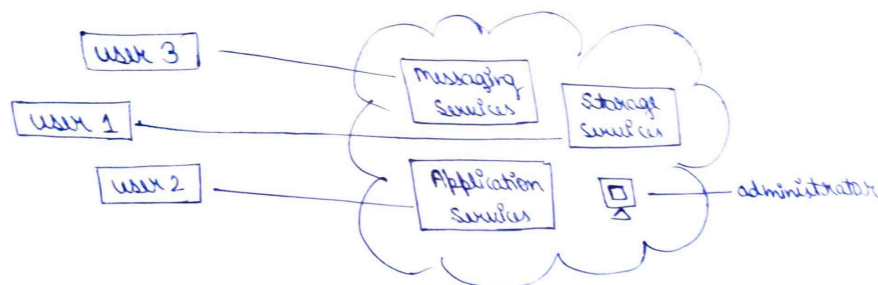 user 3
messaging
services
storage
services
user 1
user 2
Application
services
administrator